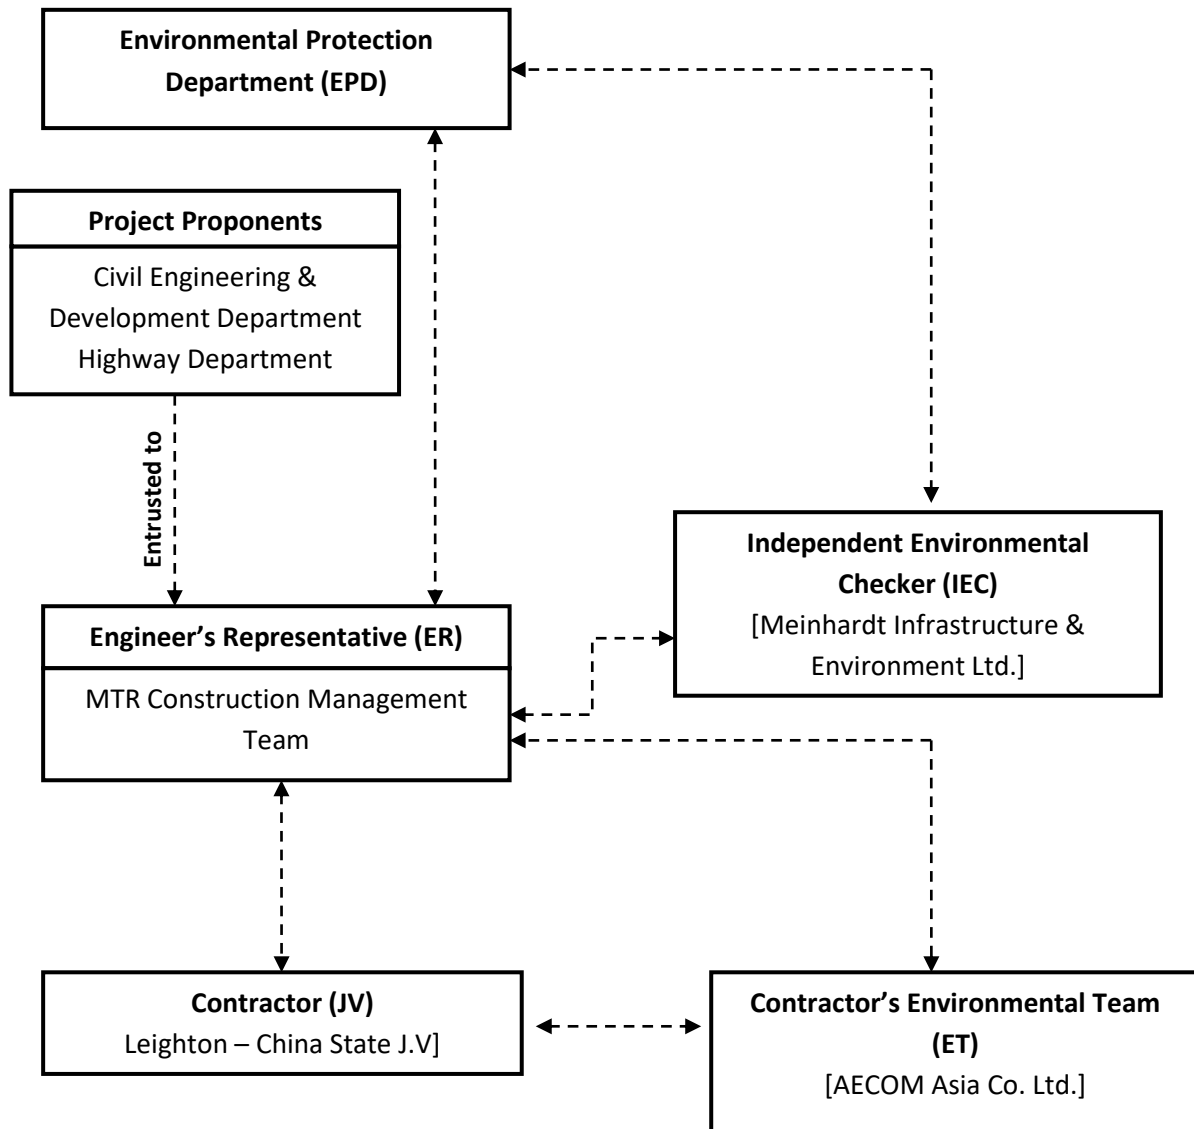 Environmental Protection
Department (EPD)
Project Proponents
Civil Engineering &
Development Department
Highway Department
Entrusted to
Independent Environmental
Checker (IEC)
[Meinhardt Infrastructure &
Environment Ltd.]
Engineer’s Representative (ER)
MTR Construction Management
Team
Contractor (JV)
Leighton – China State J.V]
Contractor’s Environmental Team
(ET)
[AECOM Asia Co. Ltd.]